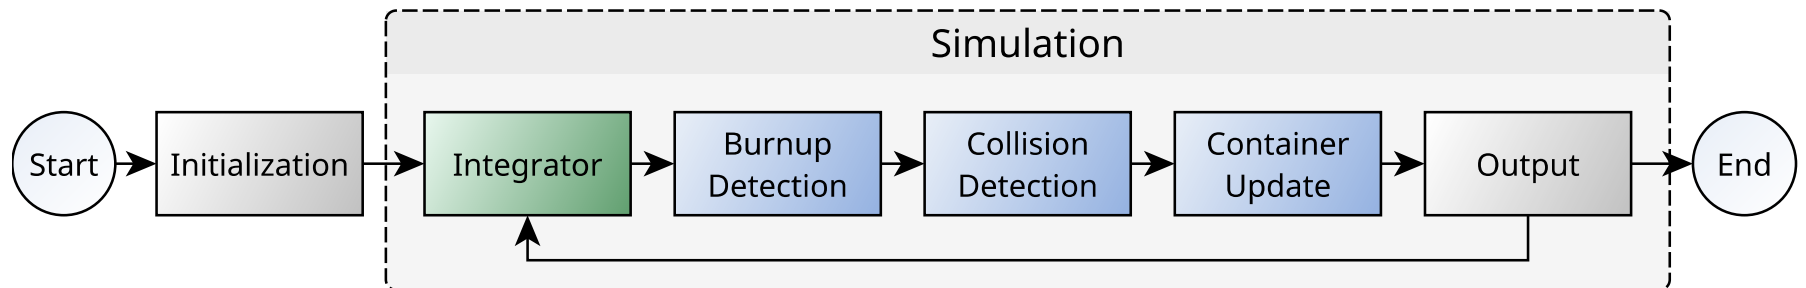 Simulation
Start
Initialization
Integrator
Burnup
Detection
Collision
Detection
Container
Update
Output
End